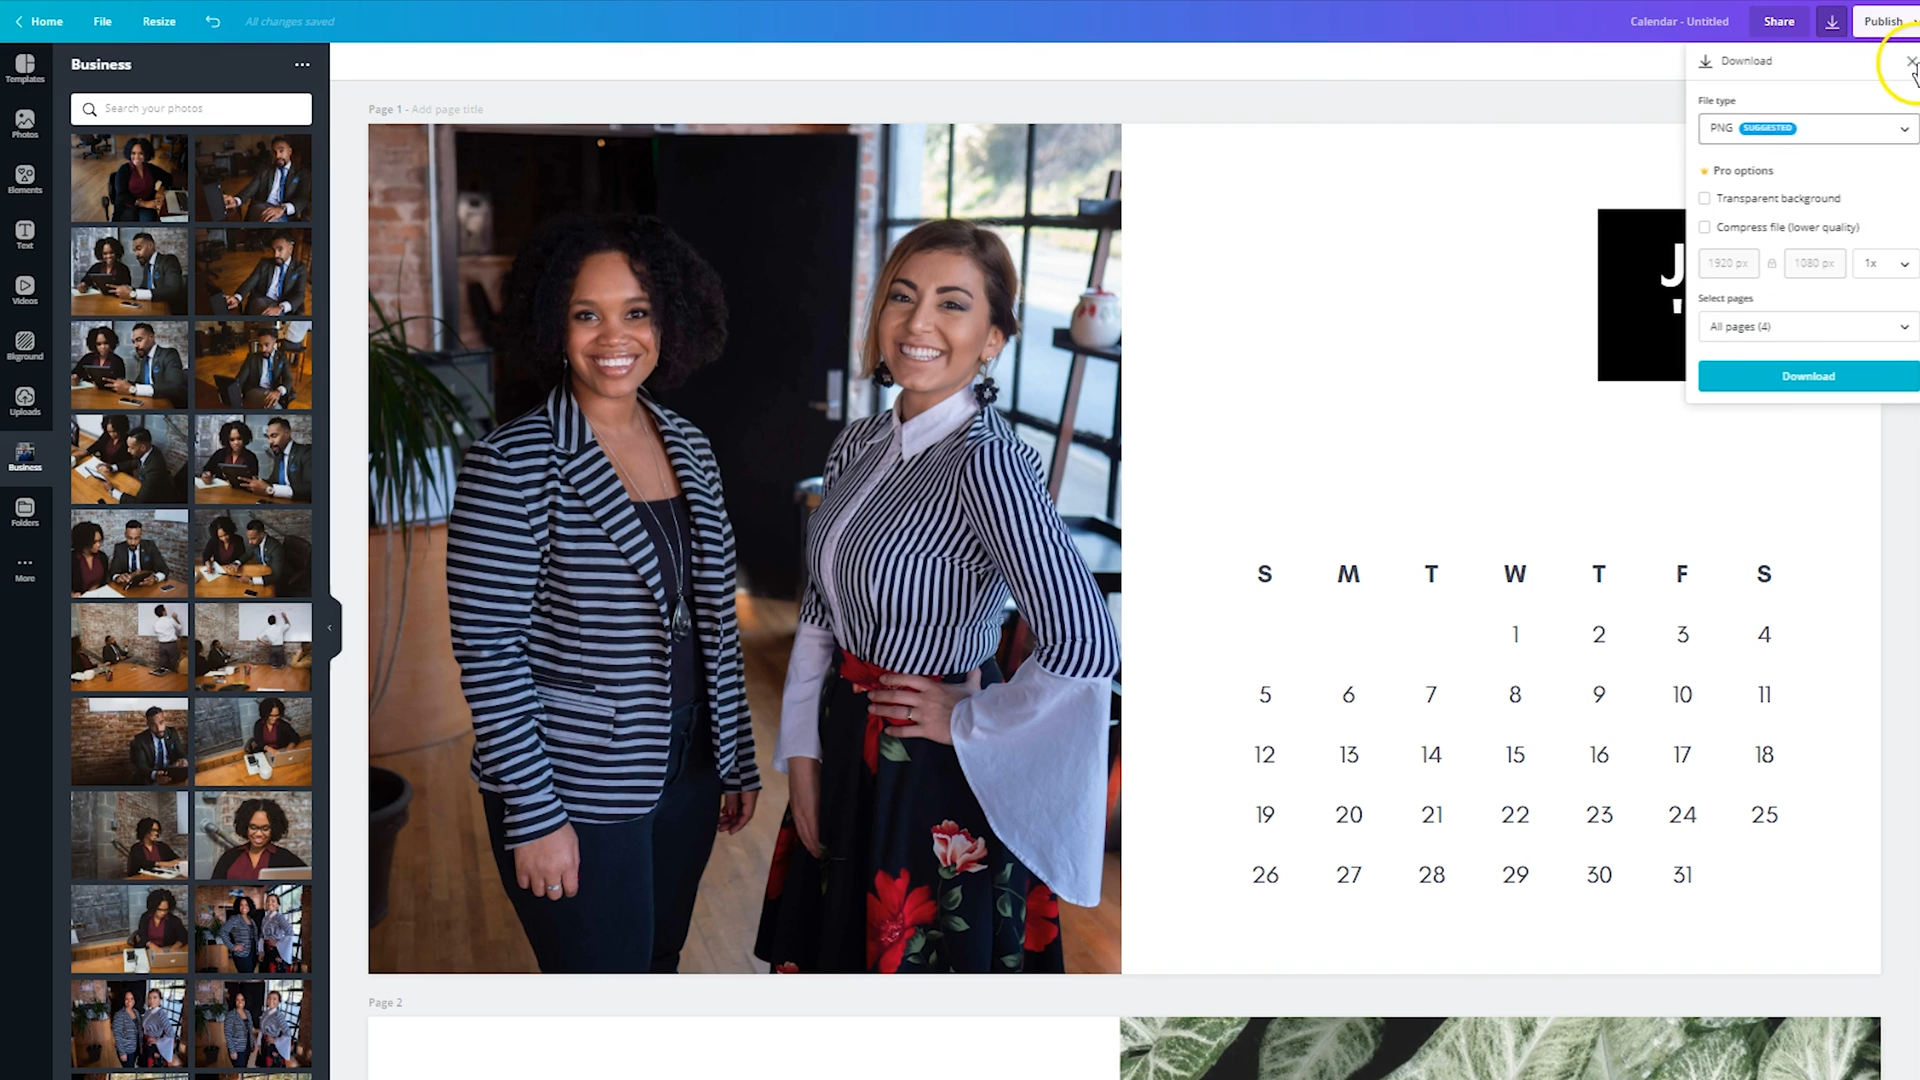 Home File Resize All changes saved Calendar - Untitled Share Publish
Templates
Photos
Elements
Text
Videos
Bkground
Uploads
Business
Folders
More
Business
Search your photos
Page 1 - Add page title
J
S M T W T F S
1 2 3 4
5 6 7 8 9 10 11
12 13 14 15 16 17 18
19 20 21 22 23 24 25
26 27 28 29 30 31
Page 2
Download
File type
PNG SUGGESTED
Pro options
Transparent background
Compress file (lower quality)
1920 px 1080 px 1x
Select pages
All pages (4)
Download